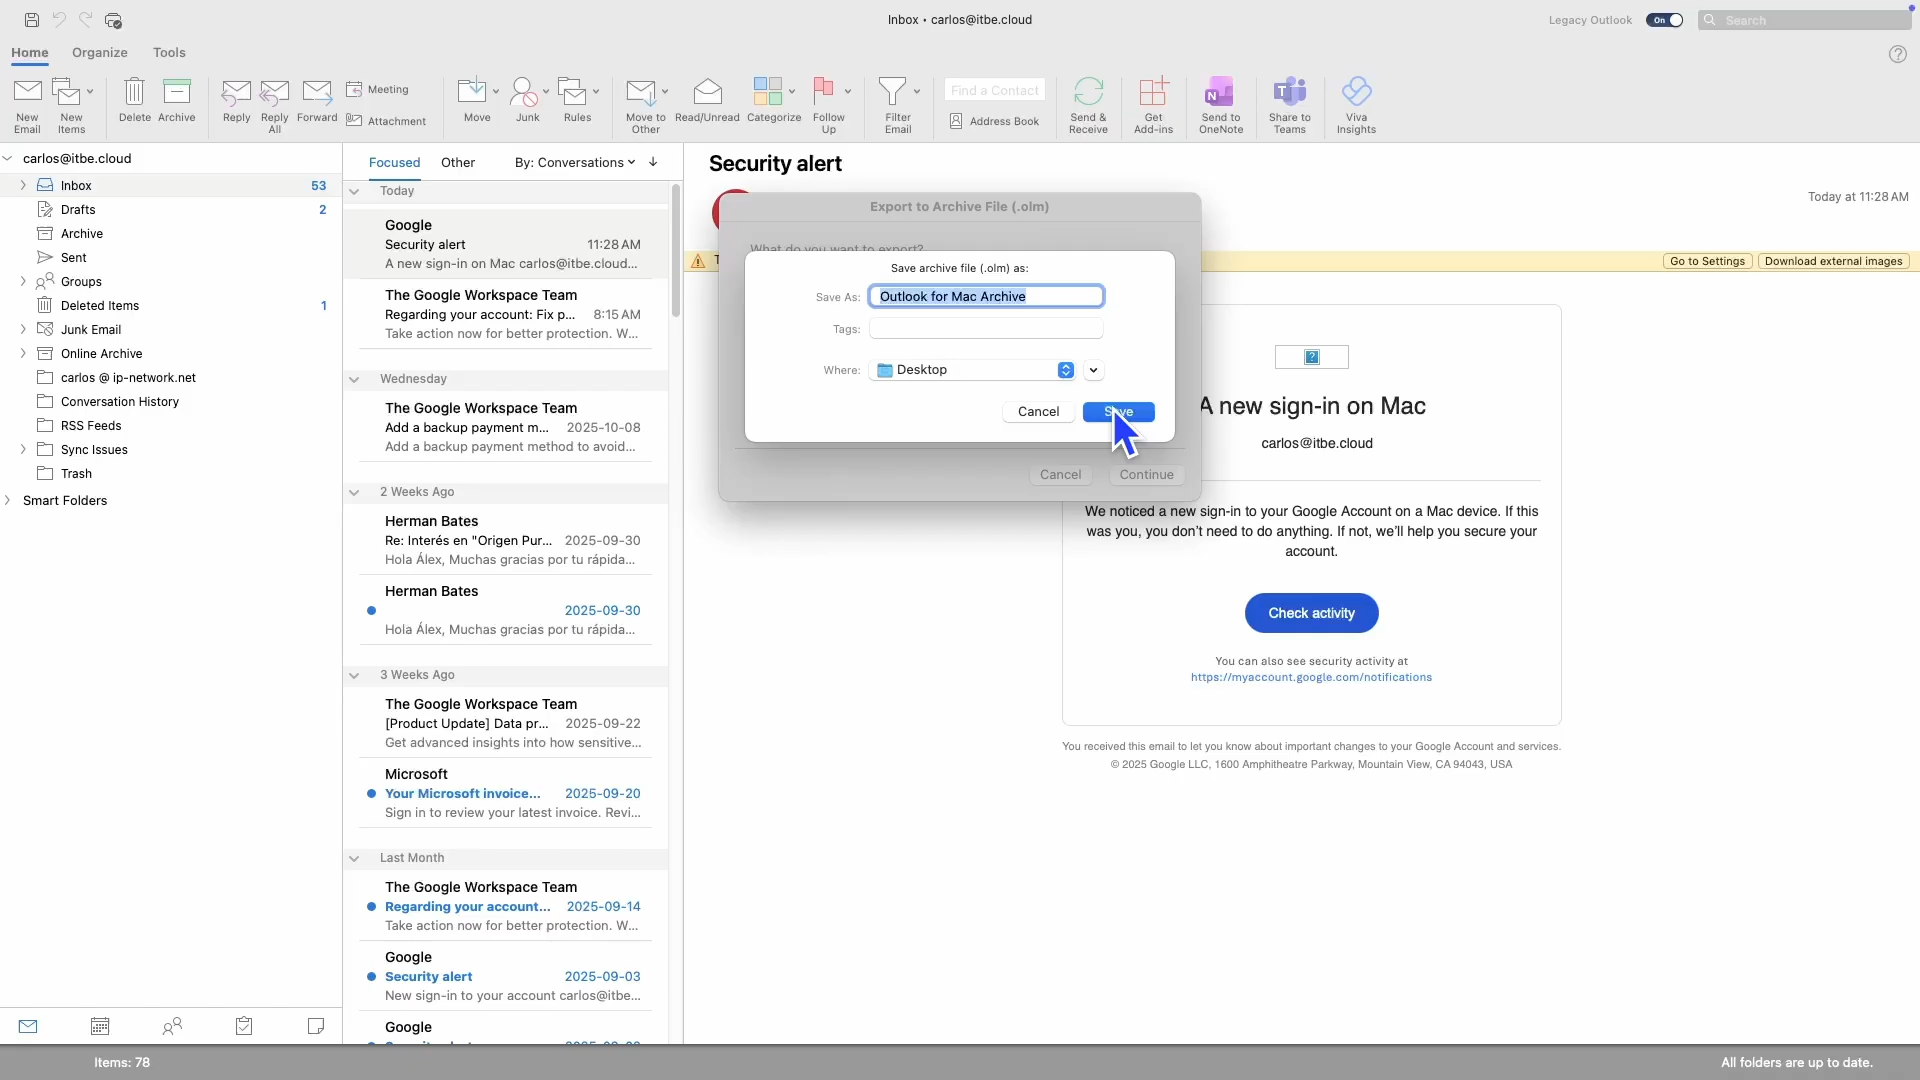 Inbox • carlos@itbe.cloud
Legacy Outlook
On
Search
Home
Organize
Tools
New Email
New Items
Delete
Archive
Reply
Reply All
Forward
Meeting
Attachment
Move
Junk
Rules
Move to Other
Read/Unread
Categorize
Follow Up
Filter Email
Find a Contact
Address Book
Send & Receive
Get Add-ins
Send to OneNote
Share to Teams
Viva Insights
carlos@itbe.cloud
Inbox 53
Drafts 2
Archive
Sent
Groups
Deleted Items 1
Junk Email
Online Archive
carlos @ ip-network.net
Conversation History
RSS Feeds
Sync Issues
Trash
Smart Folders
Focused
Other
By: Conversations
Today
Google
Security alert 11:28 AM
A new sign-in on Mac carlos@itbe.cloud...
The Google Workspace Team
Regarding your account: Fix p... 8:15 AM
Take action now for better protection. W...
Wednesday
The Google Workspace Team
Add a backup payment m... 2025-10-08
Add a backup payment method to avoid...
2 Weeks Ago
Herman Bates
Re: Interés en "Origen Pur... 2025-09-30
Hola Álex, Muchas gracias por tu rápida...
Herman Bates
2025-09-30
Hola Álex, Muchas gracias por tu rápida...
3 Weeks Ago
The Google Workspace Team
[Product Update] Data pr... 2025-09-22
Get advanced insights into how sensitive...
Microsoft
Your Microsoft invoice... 2025-09-20
Sign in to review your latest invoice. Revi...
Last Month
The Google Workspace Team
Regarding your account... 2025-09-14
Take action now for better protection. W...
Google
Security alert 2025-09-03
New sign-in to your account carlos@itbe...
Google
Security alert
Today at 11:28 AM
Go to Settings
Download external images
Export to Archive File (.olm)
What do you want to export?
Save archive file (.olm) as:
Save As: Outlook for Mac Archive
Tags:
Where: Desktop
Cancel
Save
Cancel
Continue
A new sign-in on Mac
carlos@itbe.cloud
We noticed a new sign-in to your Google Account on a Mac device. If this
was you, you don’t need to do anything. If not, we’ll help you secure your
account.
Check activity
You can also see security activity at
https://myaccount.google.com/notifications
You received this email to let you know about important changes to your Google Account and services.
© 2025 Google LLC, 1600 Amphitheatre Parkway, Mountain View, CA 94043, USA
Items: 78
All folders are up to date.